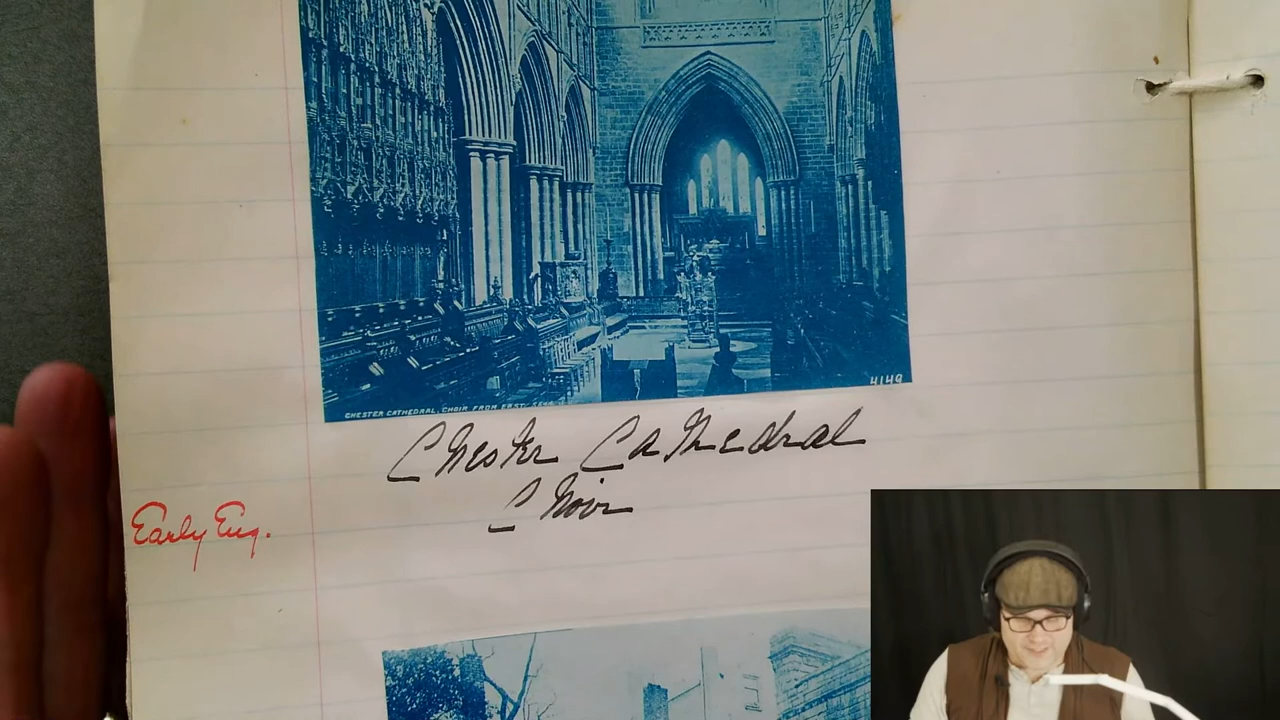 4149
CHESTER CATHEDRAL, CHOIR FROM EAST.
Chester Cathedral
Choir
Early Eng.